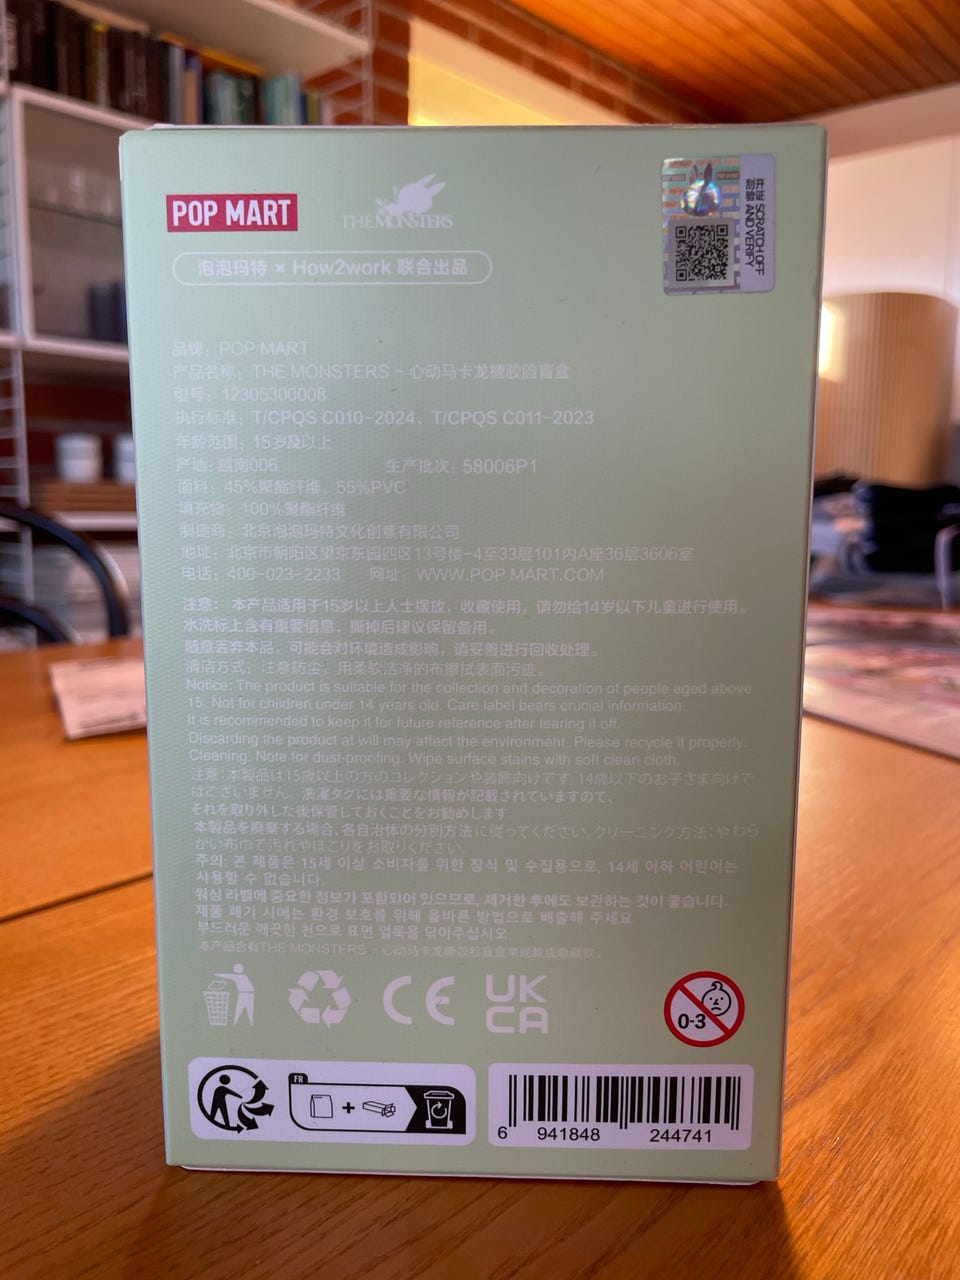 POP MART
THE MONSTERS
开证 SCRATCH OFF
刮验 AND VERIFY
泡泡玛特 × How2work 联合出品
品牌：POP MART
产品名称：THE MONSTERS - 心动马卡龙搪胶脸盲盒
型号：12305300008
执行标准：T/CPQS C010-2024、T/CPQS C011-2023
年龄范围：15岁及以上
产地：越南006 生产批次：58006P1
面料：45%聚酯纤维、55%PVC
填充物：100%聚酯纤维
制造商：北京泡泡玛特文化创意有限公司
地址：北京市朝阳区望京东园四区13号楼-4至33层101内A座36层3606室
电话：400-023-2233 网址：WWW.POP MART.COM
注意：本产品适用于15岁以上人士摆放，收藏使用，请勿给14岁以下儿童进行使用。
水洗标上含有重要信息，撕掉后建议保留备用。
随意丢弃本品，可能会对环境造成影响，请妥善进行回收处理。
清洁方式：注意防尘，用柔软洁净的布擦拭表面污迹。
Notice: The product is suitable for the collection and decoration of people aged above
15. Not for children under 14 years old. Care label bears crucial information.
It is recommended to keep it for future reference after tearing it off.
Discarding the product at will may affect the environment. Please recycle it properly.
Cleaning: Note for dust-proofing. Wipe surface stains with soft clean cloth.
注意：本製品は15歳以上の方のコレクションや装飾向けです。14歳以下のお子さま向けで
はございません。洗濯タグには重要な情報が記載されていますので、
それを取り外した後保管しておくことをお勧めします。
本製品を廃棄する場合、各自治体の分別方法に従ってください。クリーニング方法：やわら
かい布巾で汚れやほこりをお取りください。
주의: 본 제품은 15세 이상 소비자를 위한 장식 및 수집용으로, 14세 이하 어린이는
사용할 수 없습니다.
워싱 라벨에 중요한 정보가 포함되어 있으므로, 제거한 후에도 보관하는 것이 좋습니다.
제품 폐기 시에는 환경 보호를 위해 올바른 방법으로 배출해 주세요.
부드러운 깨끗한 천으로 표면 얼룩을 닦아주십시오.
本产品含有THE MONSTERS - 心动马卡龙搪胶脸盲盒常规款或隐藏款。
CE
UK
CA
0-3
FR
6 941848 244741